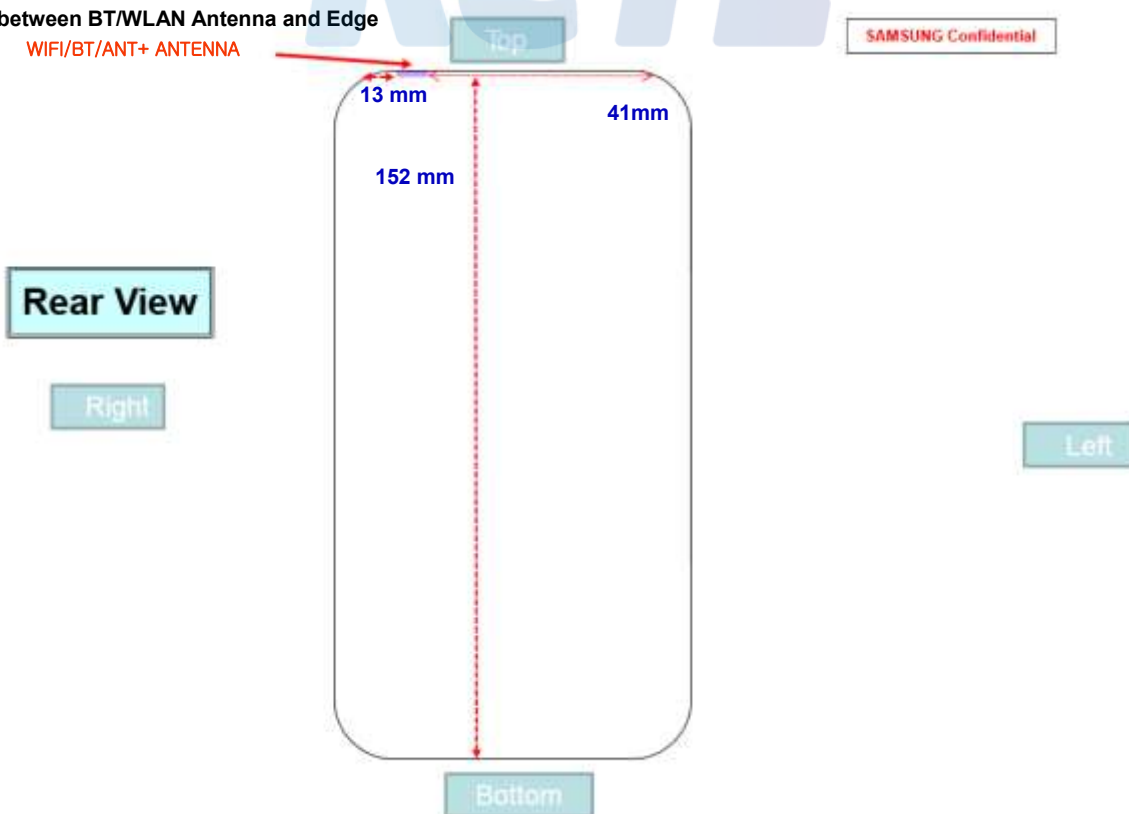 between BT/WLAN Antenna and Edge
WIFI/BT/ANT+ ANTENNA
Top
SAMSUNG Confidential
13 mm
41mm
152 mm
Rear View
Right
Left
Bottom